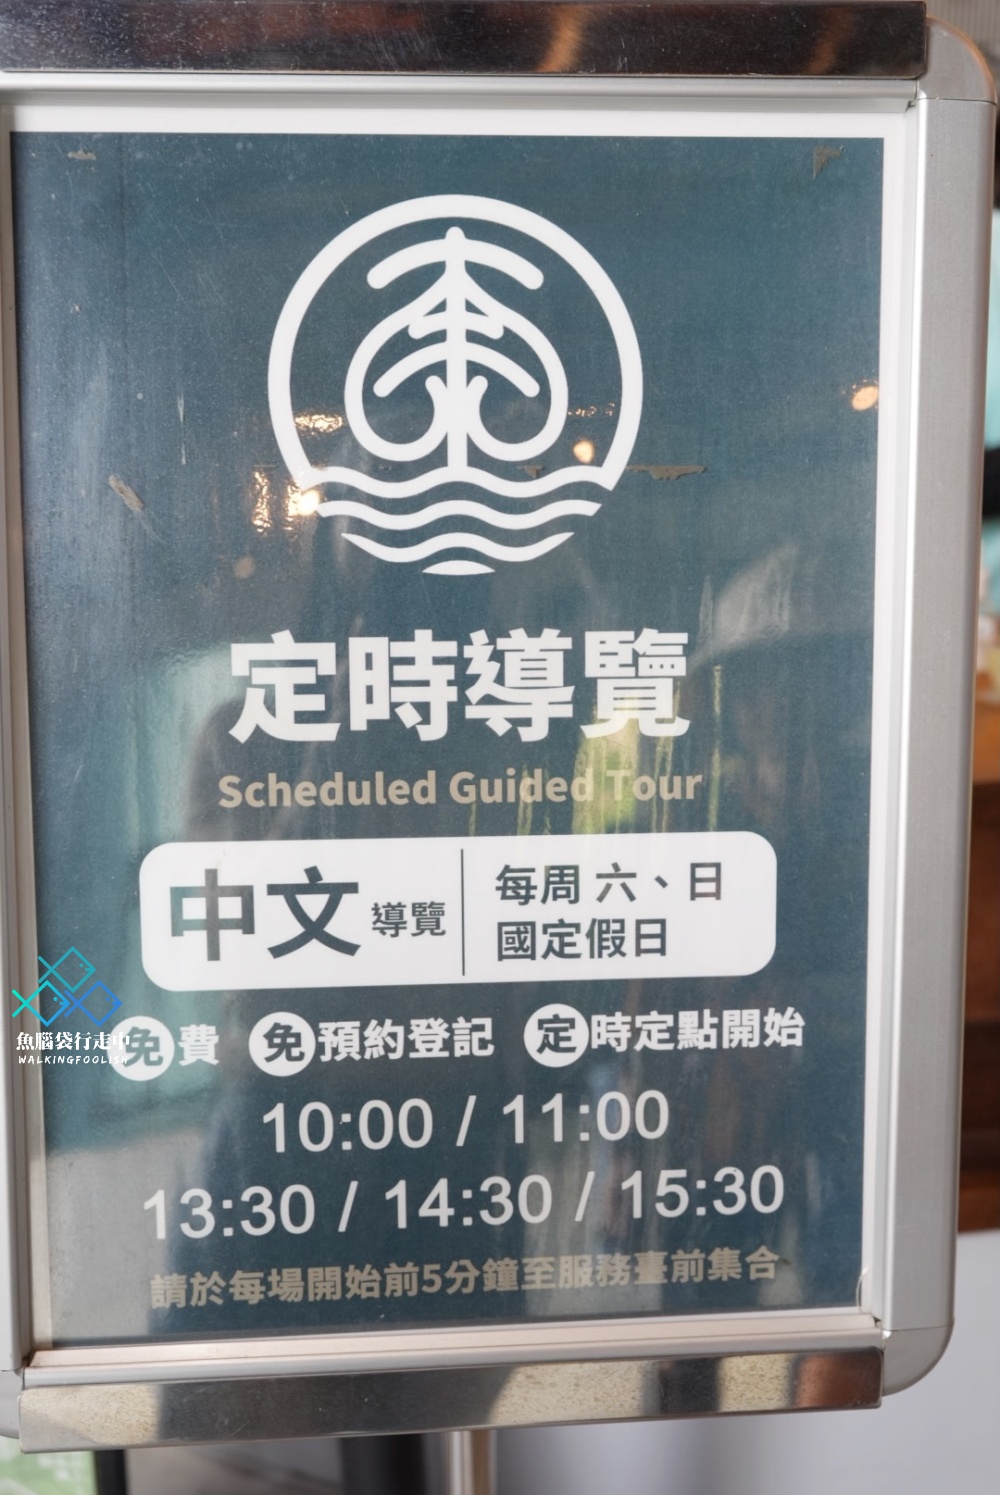 定時導覽
Scheduled Guided Tour
中文導覽
每周 六、日
國定假日
免費 免預約登記 定時定點開始
10:00 / 11:00
13:30 / 14:30 / 15:30
請於每場開始前5分鐘至服務臺前集合
魚腦袋行走中
WALKINGFOOLISH